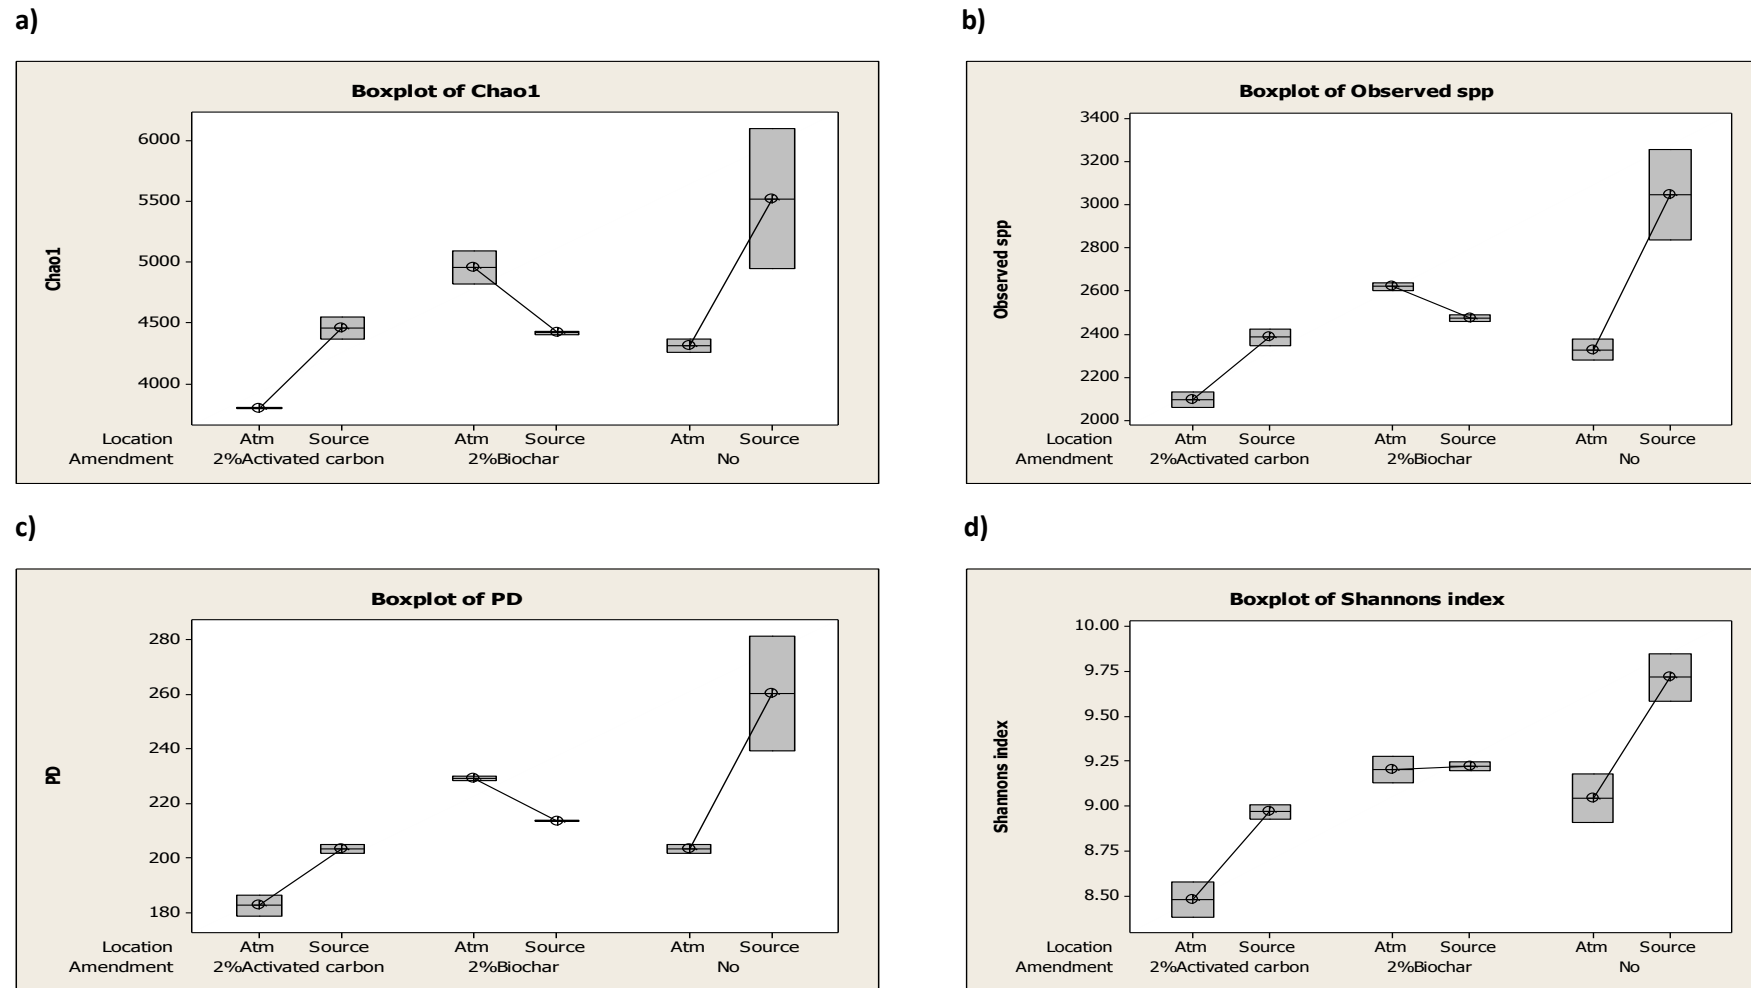 a)
Boxplot of Chao1
6000
5500
5000
4500
4000
Chao1
Location Atm Source Atm Source Atm Source
Amendment 2%Activated carbon 2%Biochar No
b)
Boxplot of Observed spp
3400
3200
3000
2800
2600
2400
2200
2000
Observed spp
Location Atm Source Atm Source Atm Source
Amendment 2%Activated carbon 2%Biochar No
c)
Boxplot of PD
280
260
240
220
200
180
PD
Location Atm Source Atm Source Atm Source
Amendment 2%Activated carbon 2%Biochar No
d)
Boxplot of Shannons index
10.00
9.75
9.50
9.25
9.00
8.75
8.50
Shannons index
Location Atm Source Atm Source Atm Source
Amendment 2%Activated carbon 2%Biochar No